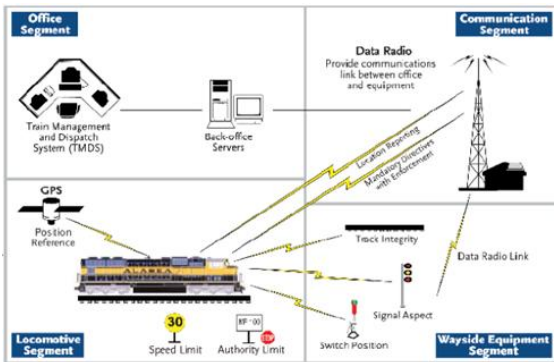 Office
Segment
Communication
Segment
Data Radio
Provide communications
link between office
and equipment
Train Management
and Dispatch
System (TMDS)
Back-office
Servers
Location Reporting
Mandatory Directives
with Enforcement
GPS
Position
Reference
ALASKA
Track Integrity
Data Radio Link
Signal Aspect
Switch Position
30
Speed Limit
STOP
Authority Limit
Locomotive
Segment
Wayside Equipment
Segment